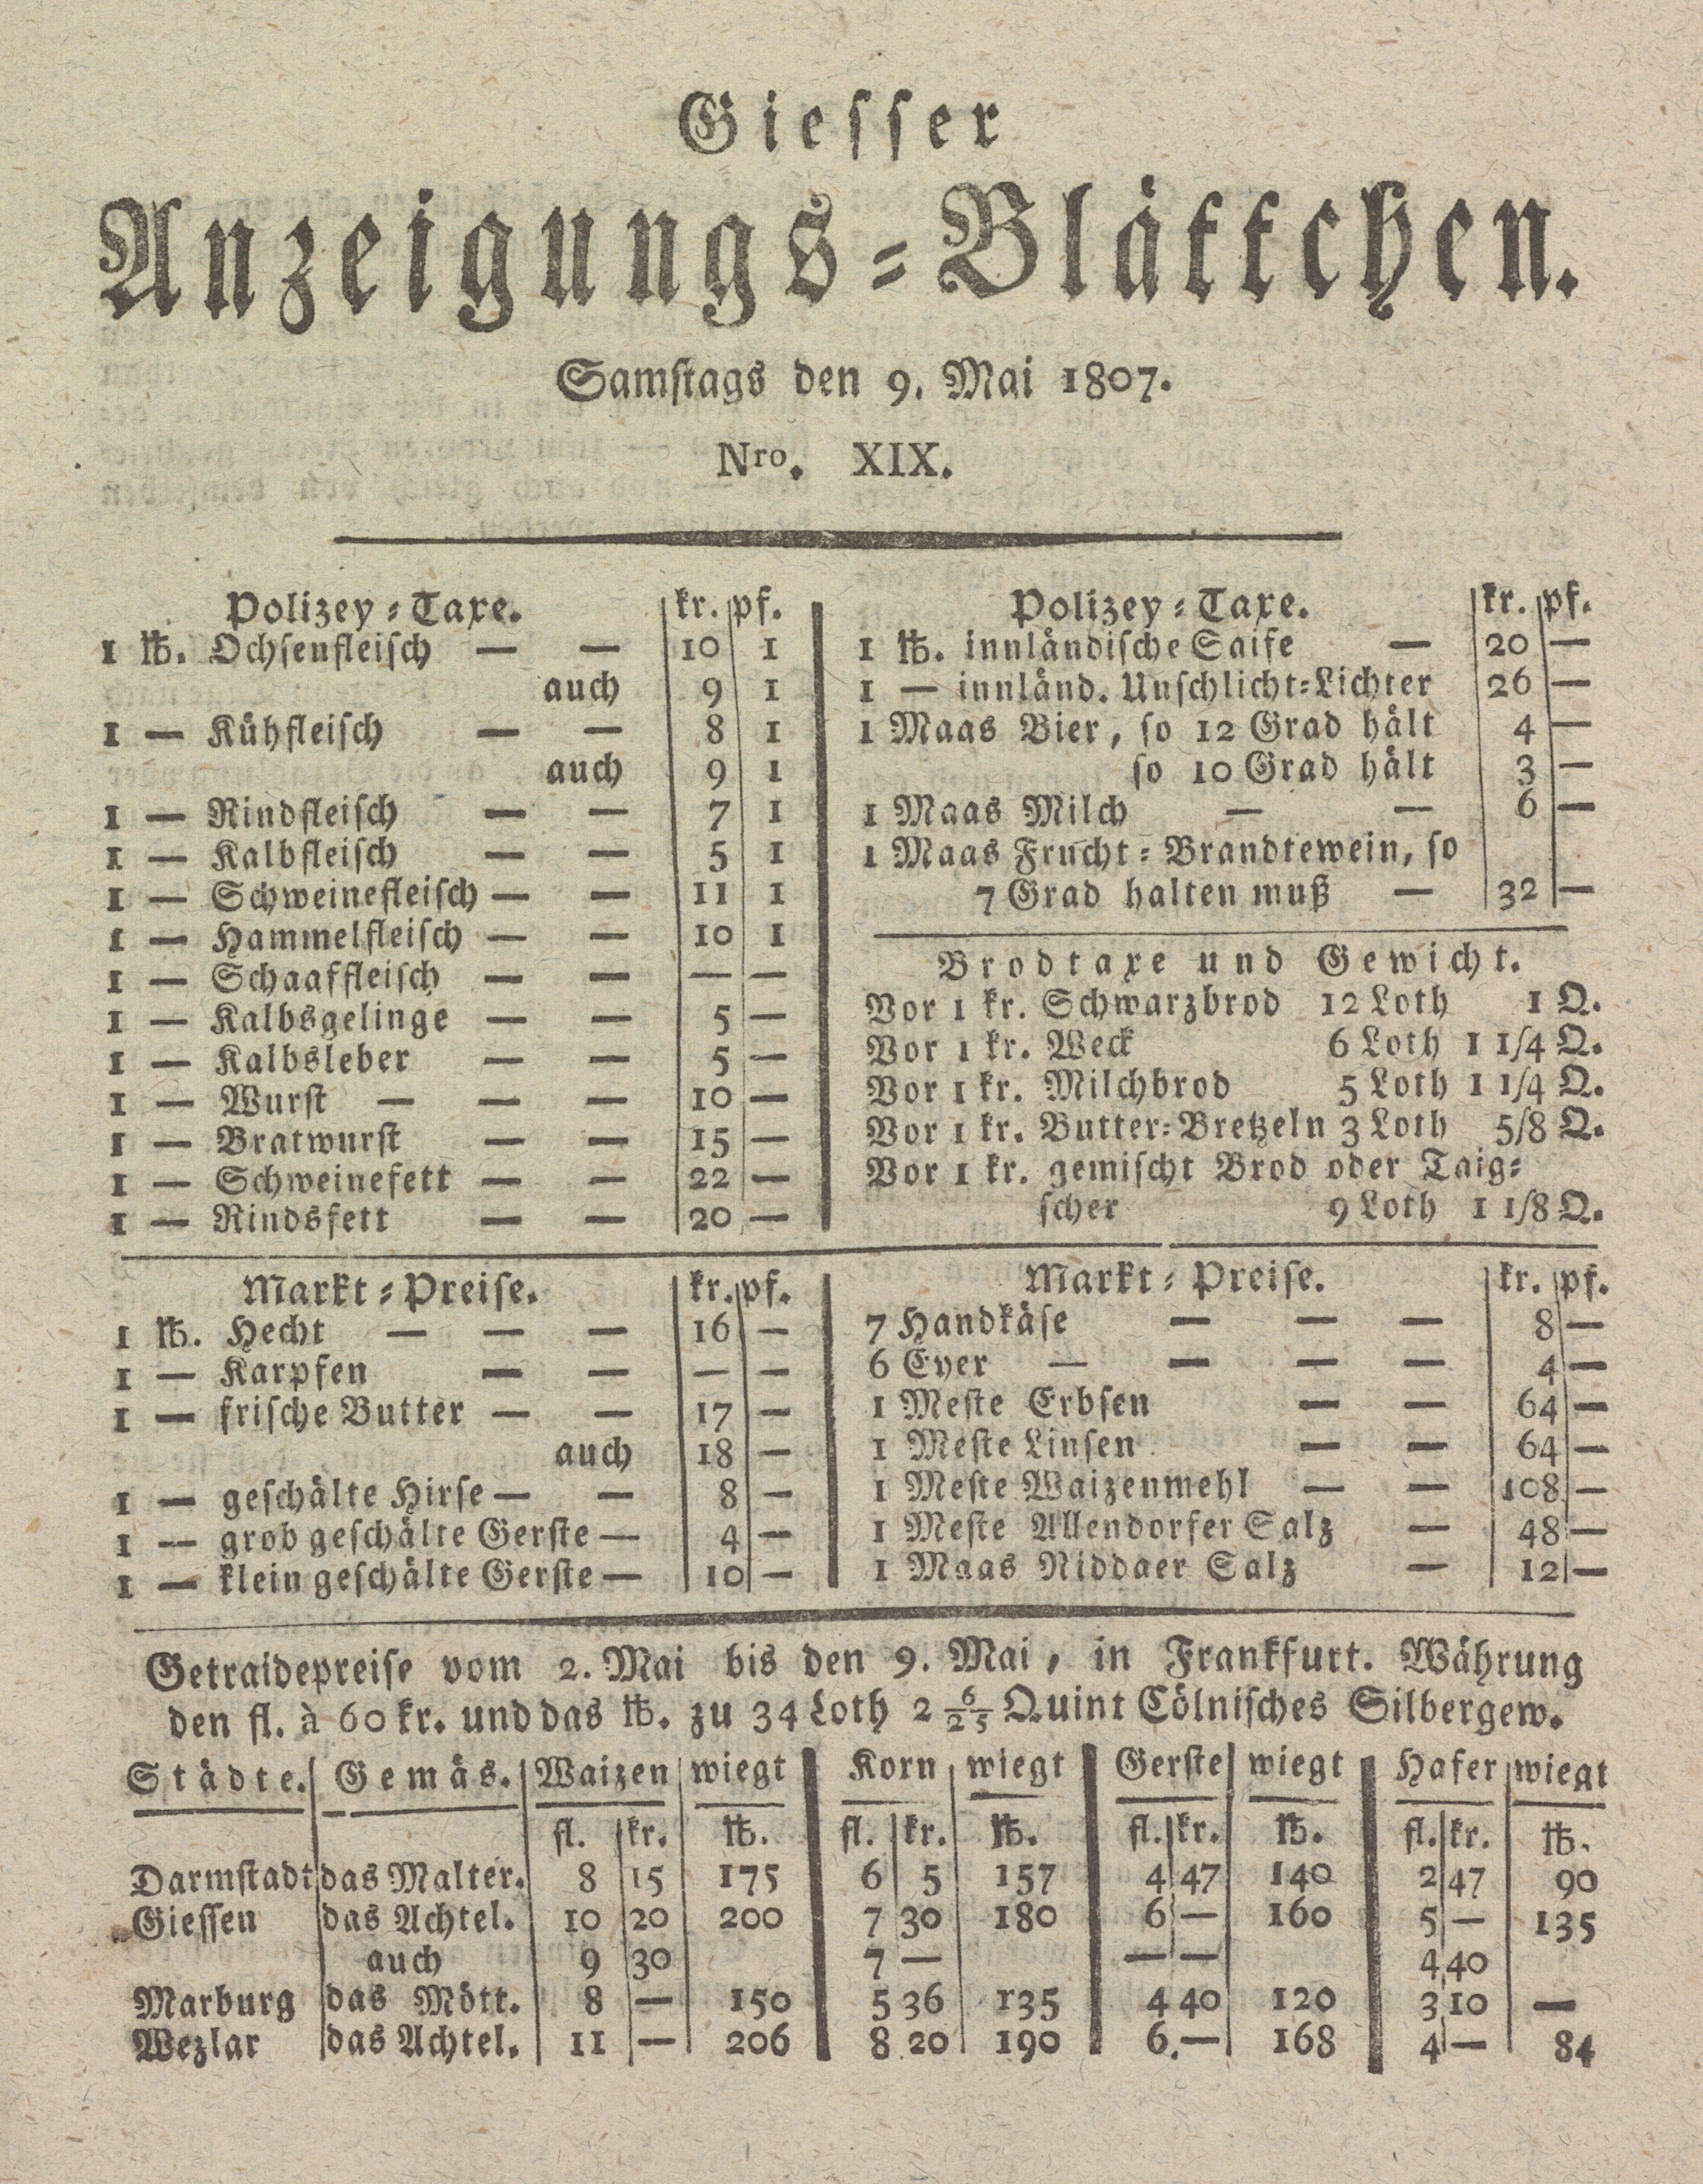 Giesser
Anzeigungs-Blättchen.
Samstags den 9. Mai 1807.
Nro. XIX.
Polizey-Taxe. kr. pf.
1 ℔. Ochsenfleisch — — 10 1
auch 9 1
1 — Kühfleisch — — 8 1
auch 9 1
1 — Rindfleisch — — 7 1
1 — Kalbfleisch — — 5 1
1 — Schweinefleisch — — 11 1
1 — Hammelfleisch — — 10 1
1 — Schaaffleisch — — — —
1 — Kalbsgelinge — — 5 —
1 — Kalbsleber — — 5 —
1 — Wurst — — — 10 —
1 — Bratwurst — — 15 —
1 — Schweinefett — — 22 —
1 — Rindsfett — — 20 —
Polizey-Taxe. kr. pf.
1 ℔. innländische Saife — 20 —
1 — innländ. Unschlicht-Lichter 26 —
1 Maas Bier, so 12 Grad hält 4 —
so 10 Grad hält 3 —
1 Maas Milch — — 6 —
1 Maas Frucht-Brandtewein, so
7 Grad halten muß — 32 —
Brodtaxe und Gewicht.
Vor 1 kr. Schwarzbrod 12 Loth 1 Q.
Vor 1 kr. Weck 6 Loth 1 1/4 Q.
Vor 1 kr. Milchbrod 5 Loth 1 1/4 Q.
Vor 1 kr. Butter-Bretzeln 3 Loth 5/8 Q.
Vor 1 kr. gemischt Brod oder Taig-
scher 9 Loth 1 1/8 Q.
Markt-Preise. kr. pf.
1 ℔. Hecht — — — 16 —
1 — Karpfen — — — —
1 — frische Butter — — 17 —
auch 18 —
1 — geschälte Hirse — — 8 —
1 — grob geschälte Gerste — 4 —
1 — klein geschälte Gerste — 10 —
Markt-Preise. kr. pf.
7 Handkäse — — — 8 —
6 Eyer — — — — 4 —
1 Meste Erbsen — — 64 —
1 Meste Linsen — — 64 —
1 Meste Waizenmehl — — 108 —
1 Meste Allendorfer Salz — 48 —
1 Maas Niddaer Salz — 12 —
Getraidepreise vom 2. Mai bis den 9. Mai, in Frankfurt. Währung
den fl. à 60 kr. und das ℔. zu 34 Loth 2 6/25 Quint Cölnisches Silbergew.
Städte. Gemäs. Waizen wiegt Korn wiegt Gerste wiegt Hafer wiegt
fl. kr. ℔. fl. kr. ℔. fl. kr. ℔. fl. kr. ℔.
Darmstadt das Malter. 8 15 175 6 5 157 4 47 140 2 47 90
Giessen das Achtel. 10 20 200 7 30 180 6 — 160 5 — 135
auch 9 30 7 — — — 4 40
Marburg das Mött. 8 — 150 5 36 135 4 40 120 3 10 —
Wezlar das Achtel. 11 — 206 8 20 190 6 — 168 4 — 84